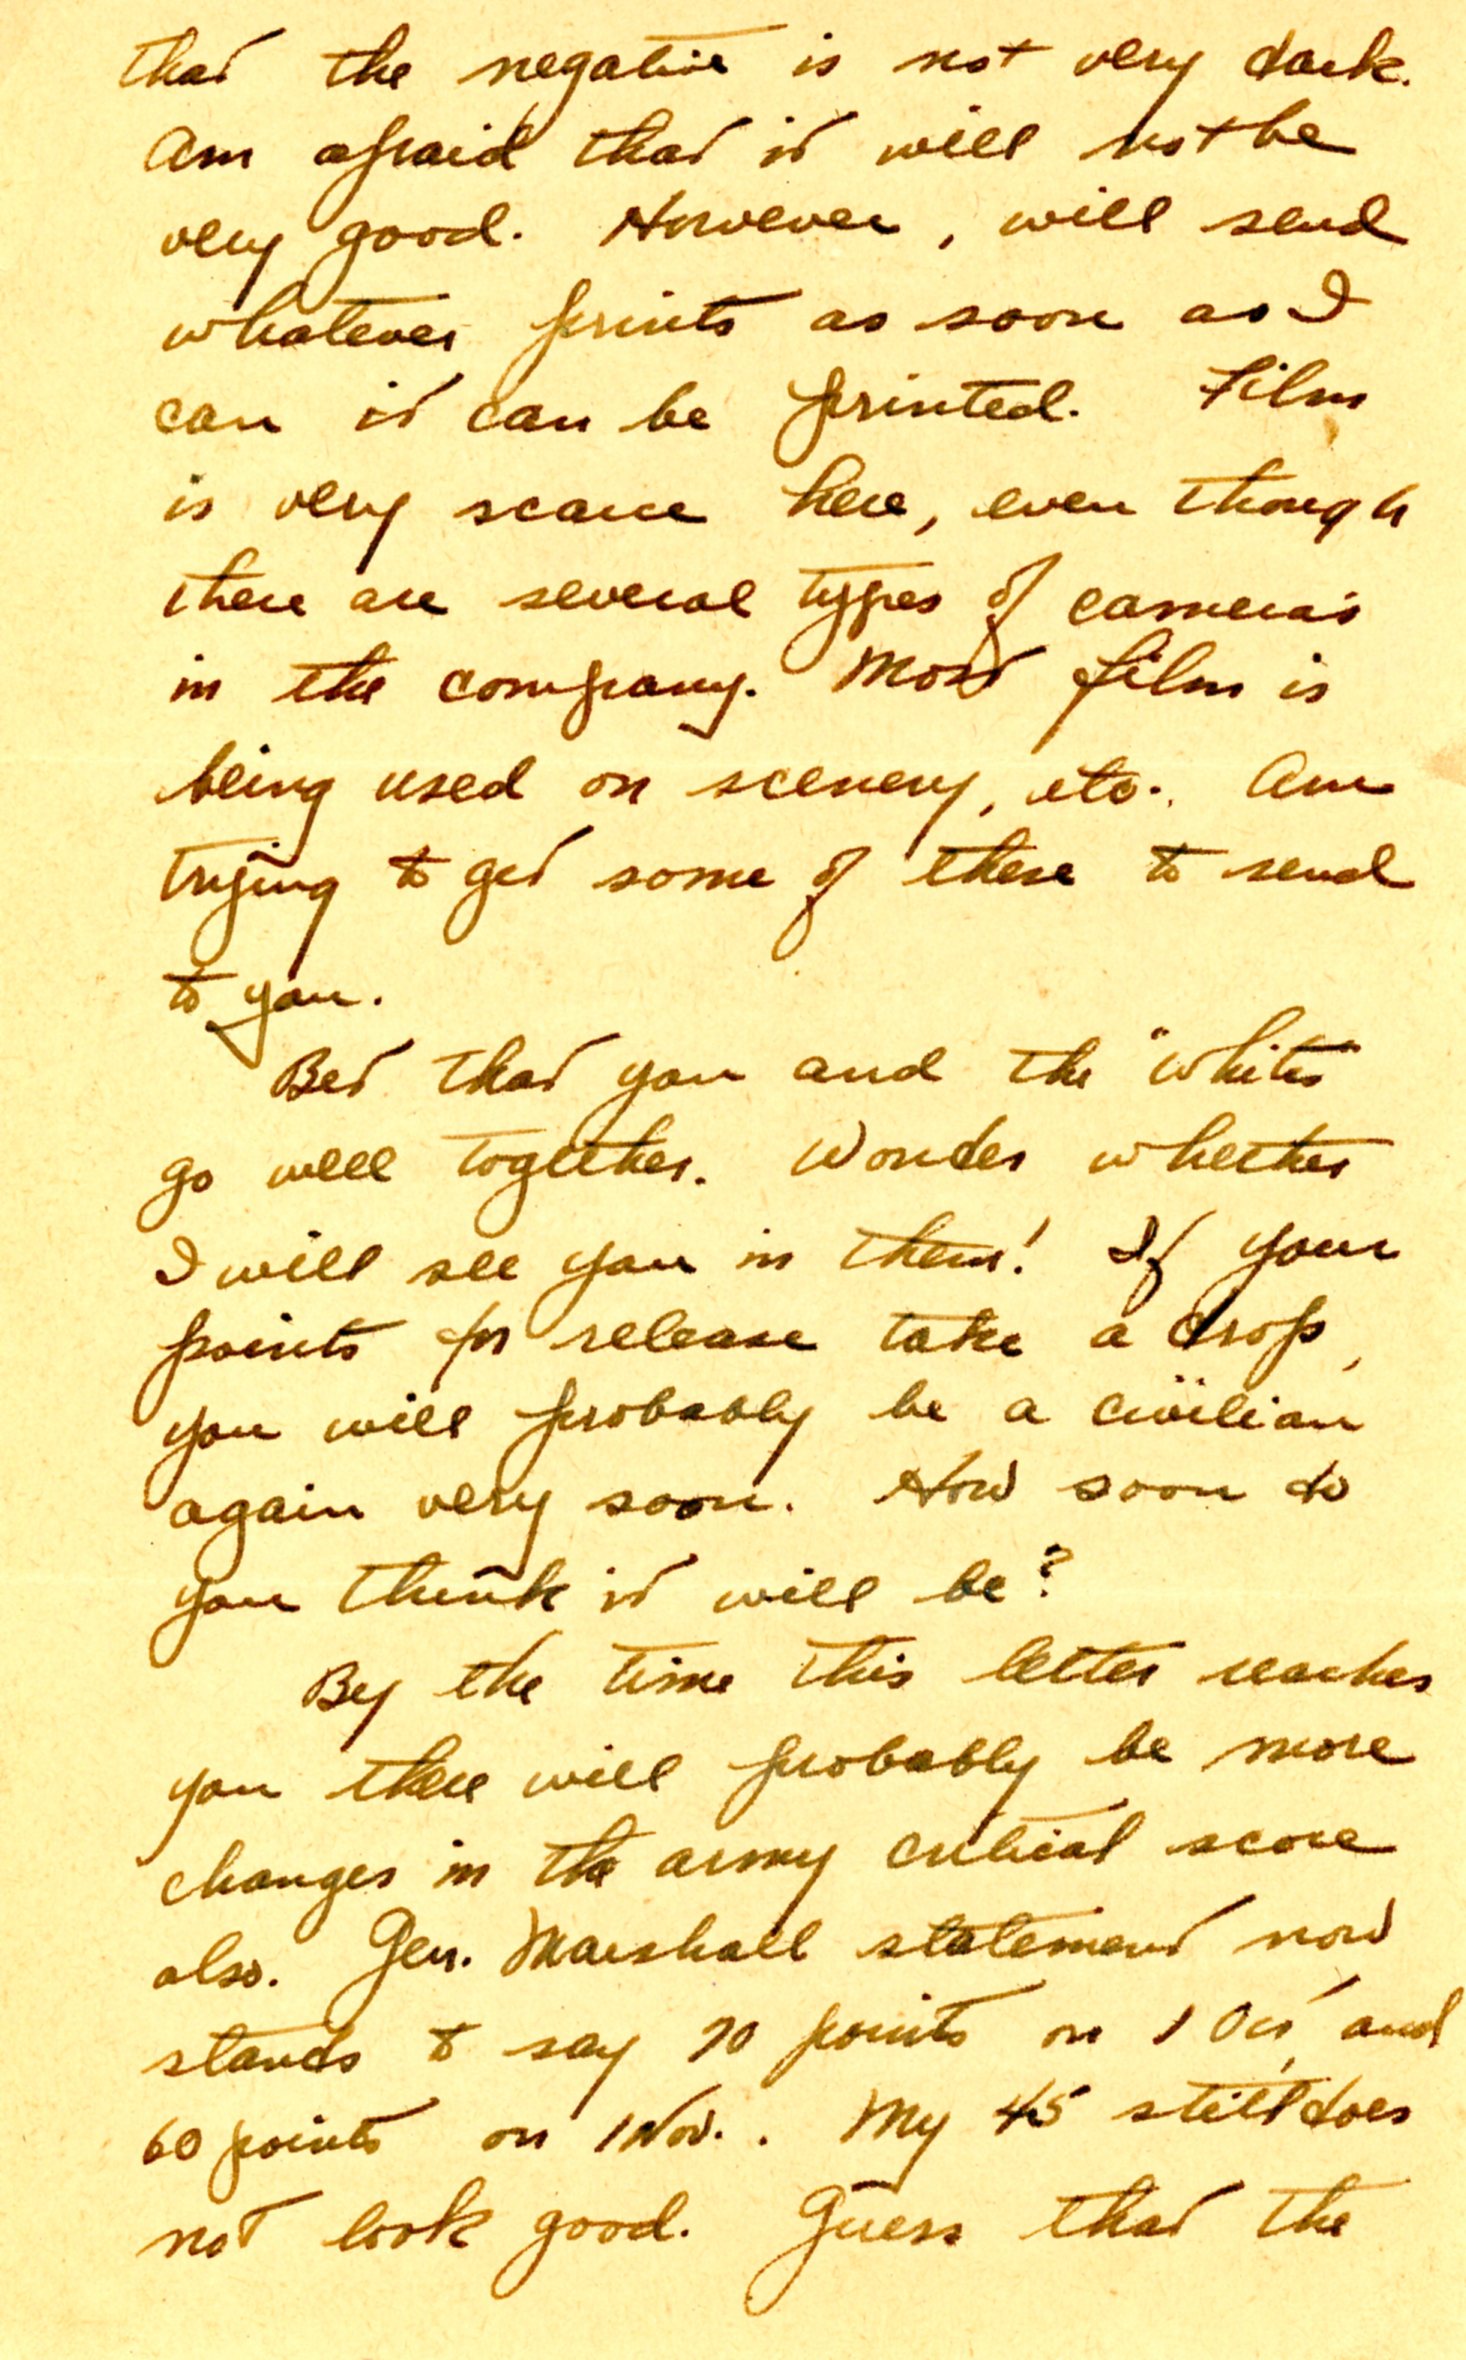 that the negative is not very dark.
Am afraid that it will not be
very good. However, will send
whatever prints as soon as I
can it can be printed. Film
is very scarce here, even though
there are several types of camera's
in the company. Most film is
being used on scenery, etc.. Am
trying to get some of these to send
to you.
Bet that you and the "whites"
go well together. Wonder whether
I will see you in them! If your
points for release take a drop,
you will probably be a civilian
again very soon. How soon do
you think it will be?
By the time this letter reaches
you there will probably be more
changes in the army critical score
also. Gen. Marshall statement now
stands to say 70 points on 1 Oct, and
60 points on 1 Nov.. My 45 still does
not look good. Guess that the